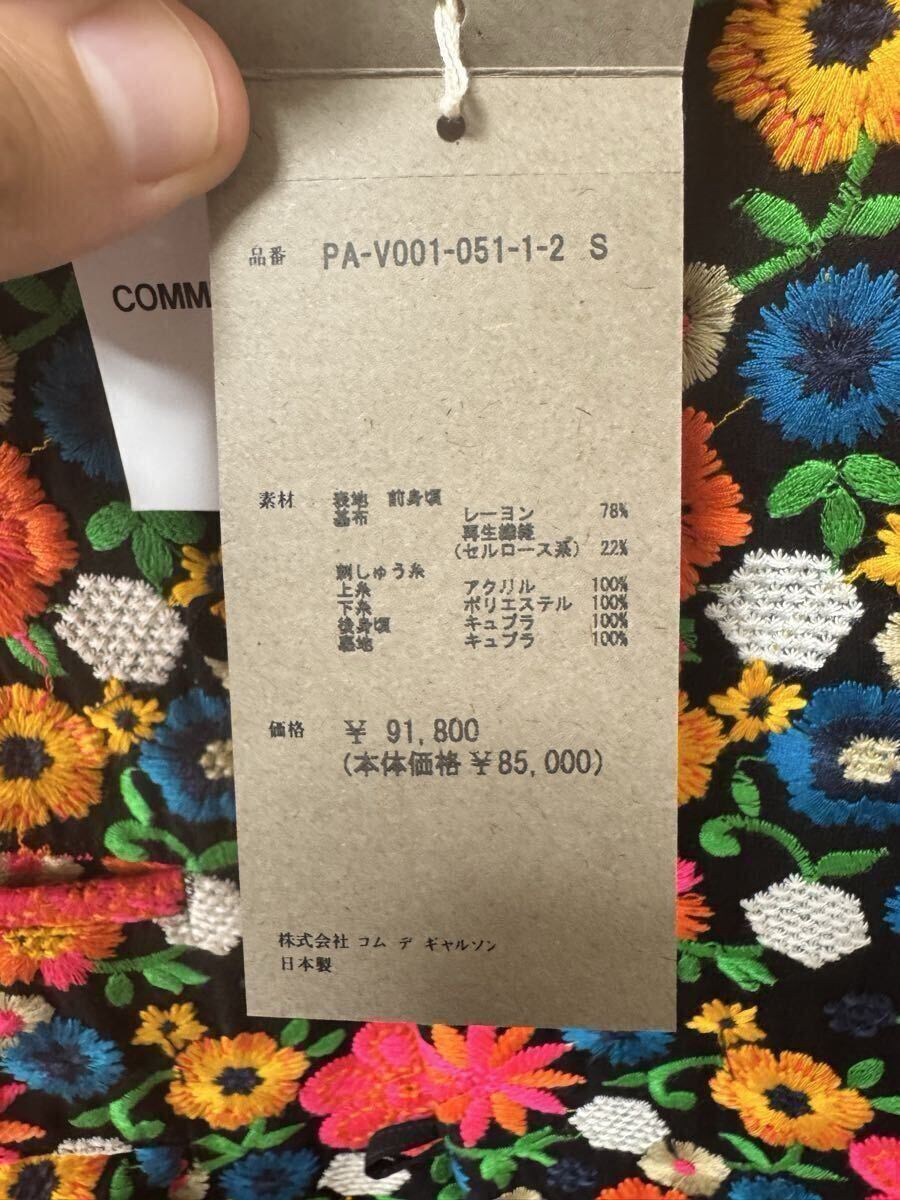 COMM
品番 PA-V001-051-1-2 S
素材 表地 前身頃
基布 レーヨン 78%
再生繊維
(セルロース系) 22%
刺しゅう糸
上糸 アクリル 100%
下糸 ポリエステル 100%
後身頃 キュプラ 100%
裏地 キュプラ 100%
価格 ¥ 91,800
(本体価格 ¥85,000)
株式会社 コム デ ギャルソン
日本製